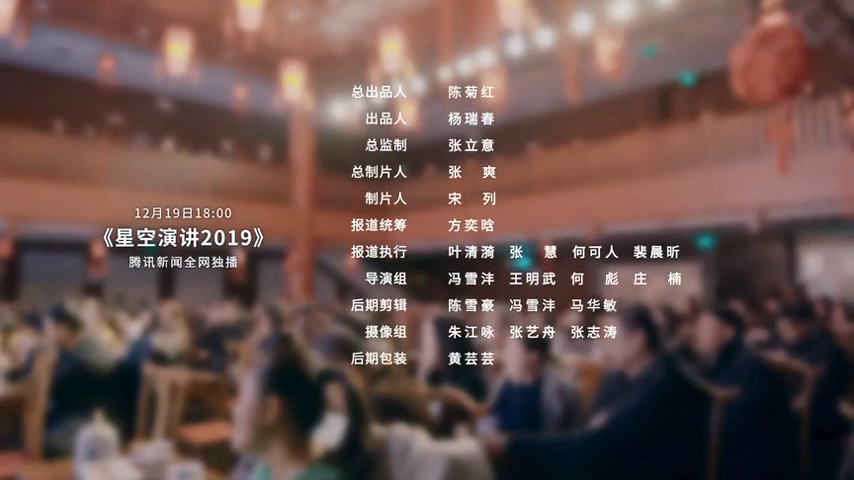 12月19日18:00
《星空演讲2019》
腾讯新闻全网独播
总出品人 陈菊红
出品人 杨瑞春
总监制 张立意
总制片人 张 爽
制片人 宋 列
报道统筹 方奕晗
报道执行 叶清漪 张 慧 何可人 裴晨昕
导演组 冯雪沣 王明武 何 彪 庄 楠
后期剪辑 陈雪豪 冯雪沣 马华敏
摄像组 朱江咏 张艺舟 张志涛
后期包装 黄芸芸